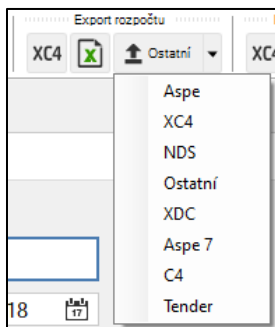 Export rozpočtu
XC4 Ostatní XC4
Aspe
XC4
NDS
Ostatní
XDC
Aspe 7
C4
Tender
18 17